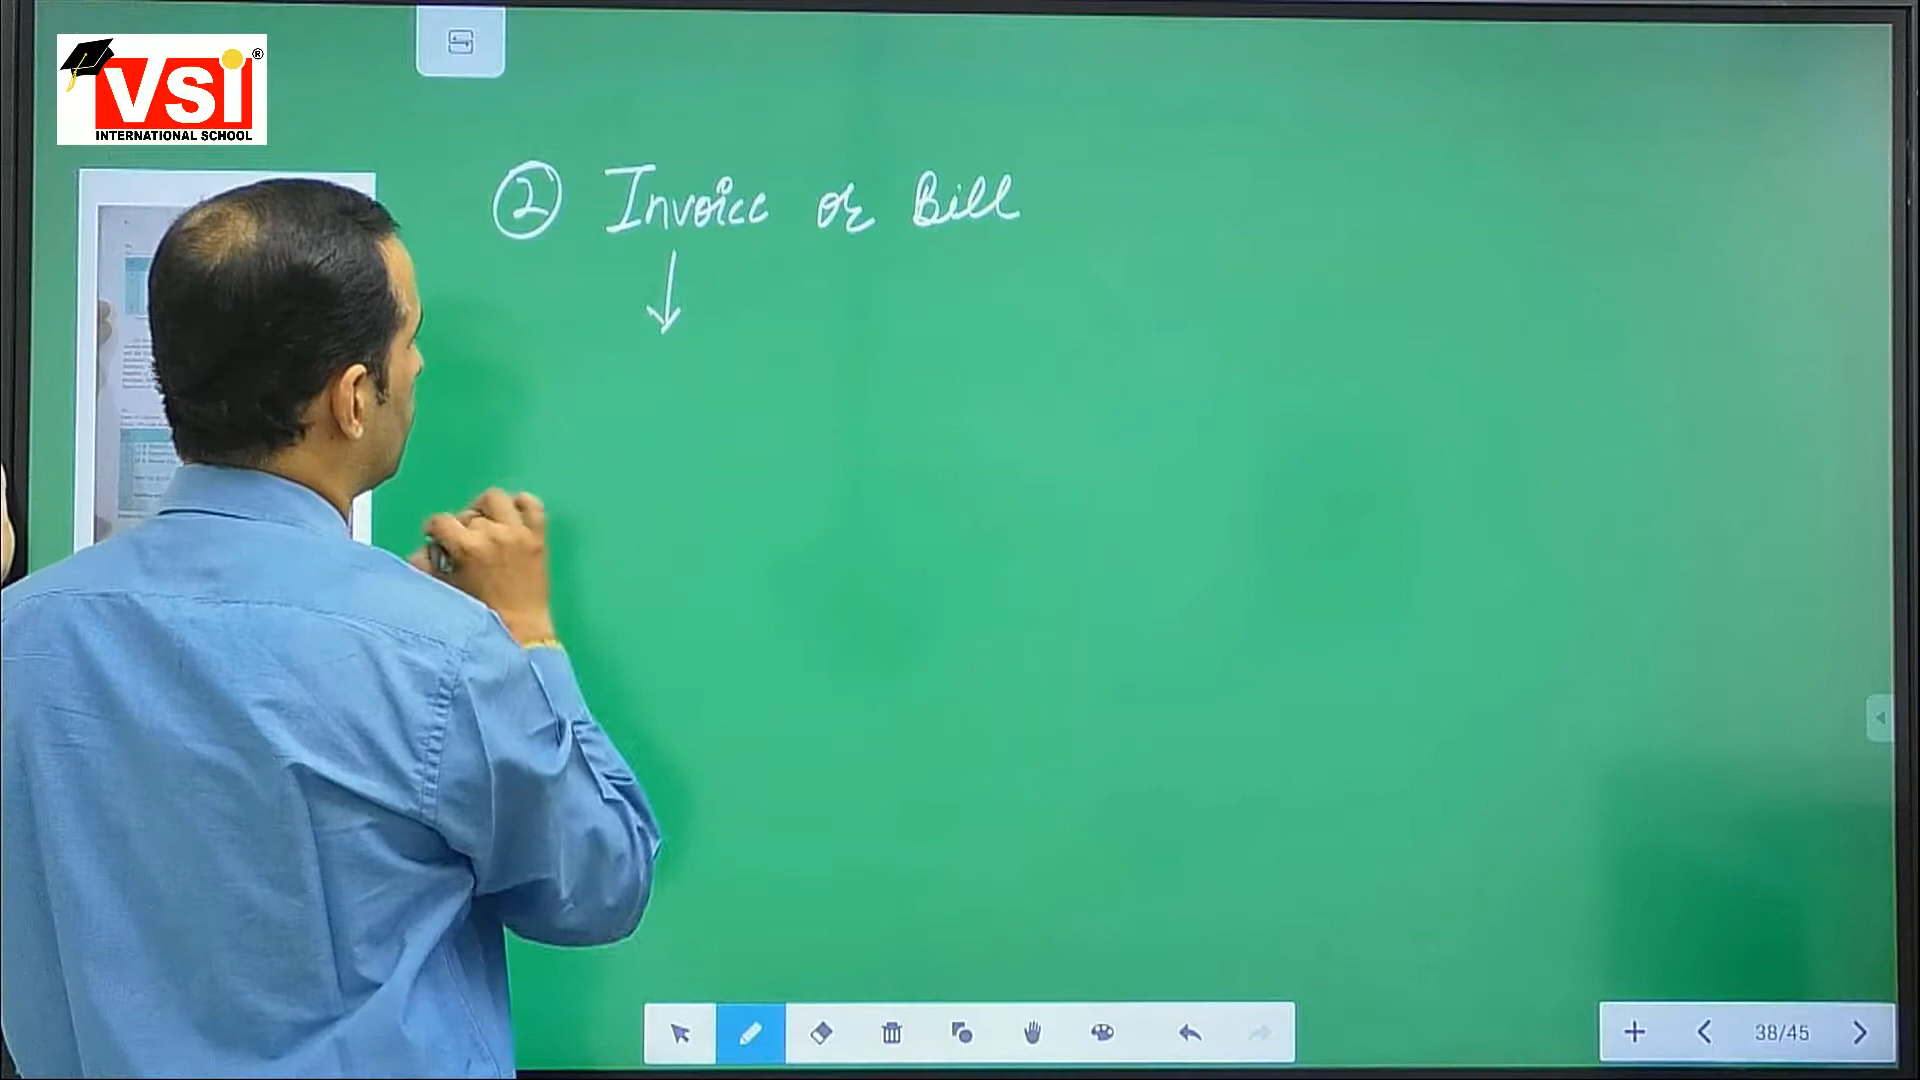 VSI ®
INTERNATIONAL SCHOOL
② Invoice or Bill
38/45